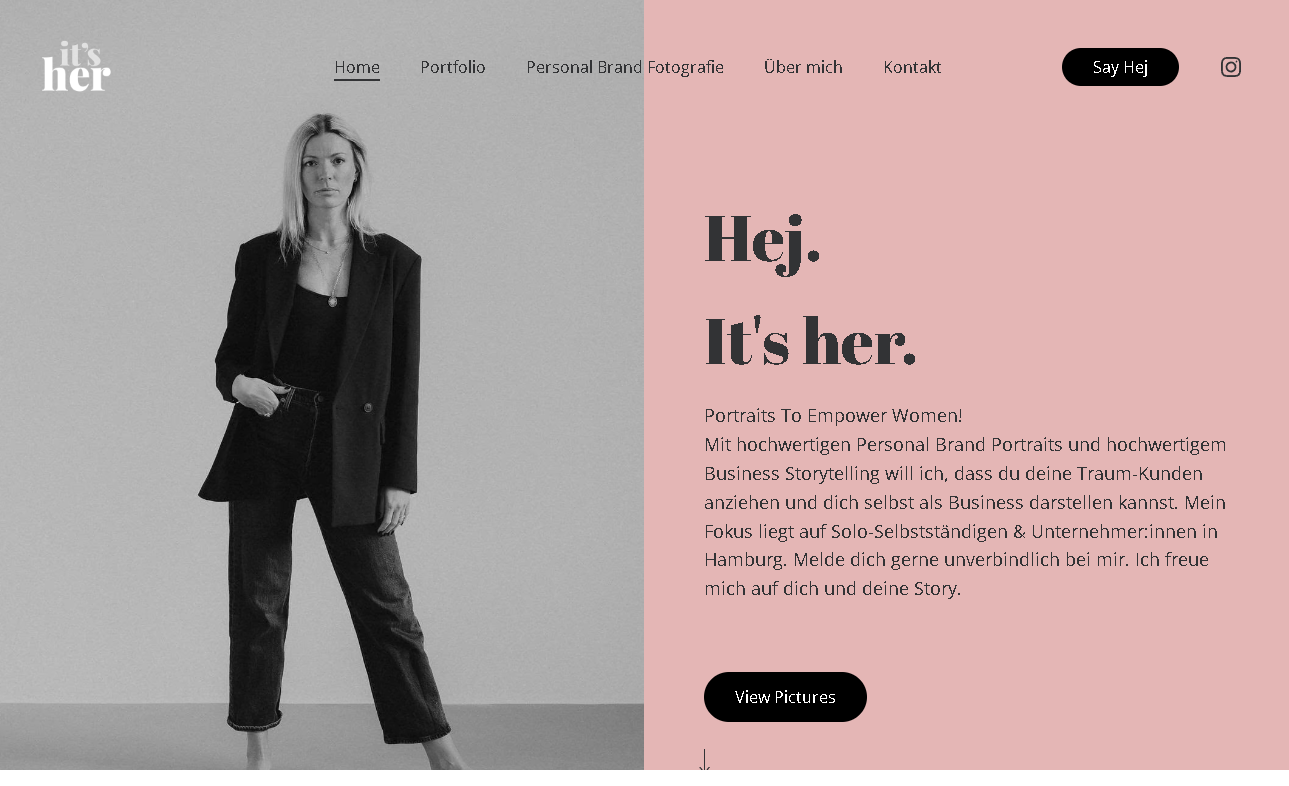 it's
her
Home
Portfolio
Personal Brand Fotografie
Über mich
Kontakt
Say Hej
Hej.
It's her.
Portraits To Empower Women!
Mit hochwertigen Personal Brand Portraits und hochwertigem
Business Storytelling will ich, dass du deine Traum-Kunden
anziehen und dich selbst als Business darstellen kannst. Mein
Fokus liegt auf Solo-Selbstständigen & Unternehmer:innen in
Hamburg. Melde dich gerne unverbindlich bei mir. Ich freue
mich auf dich und deine Story.
View Pictures